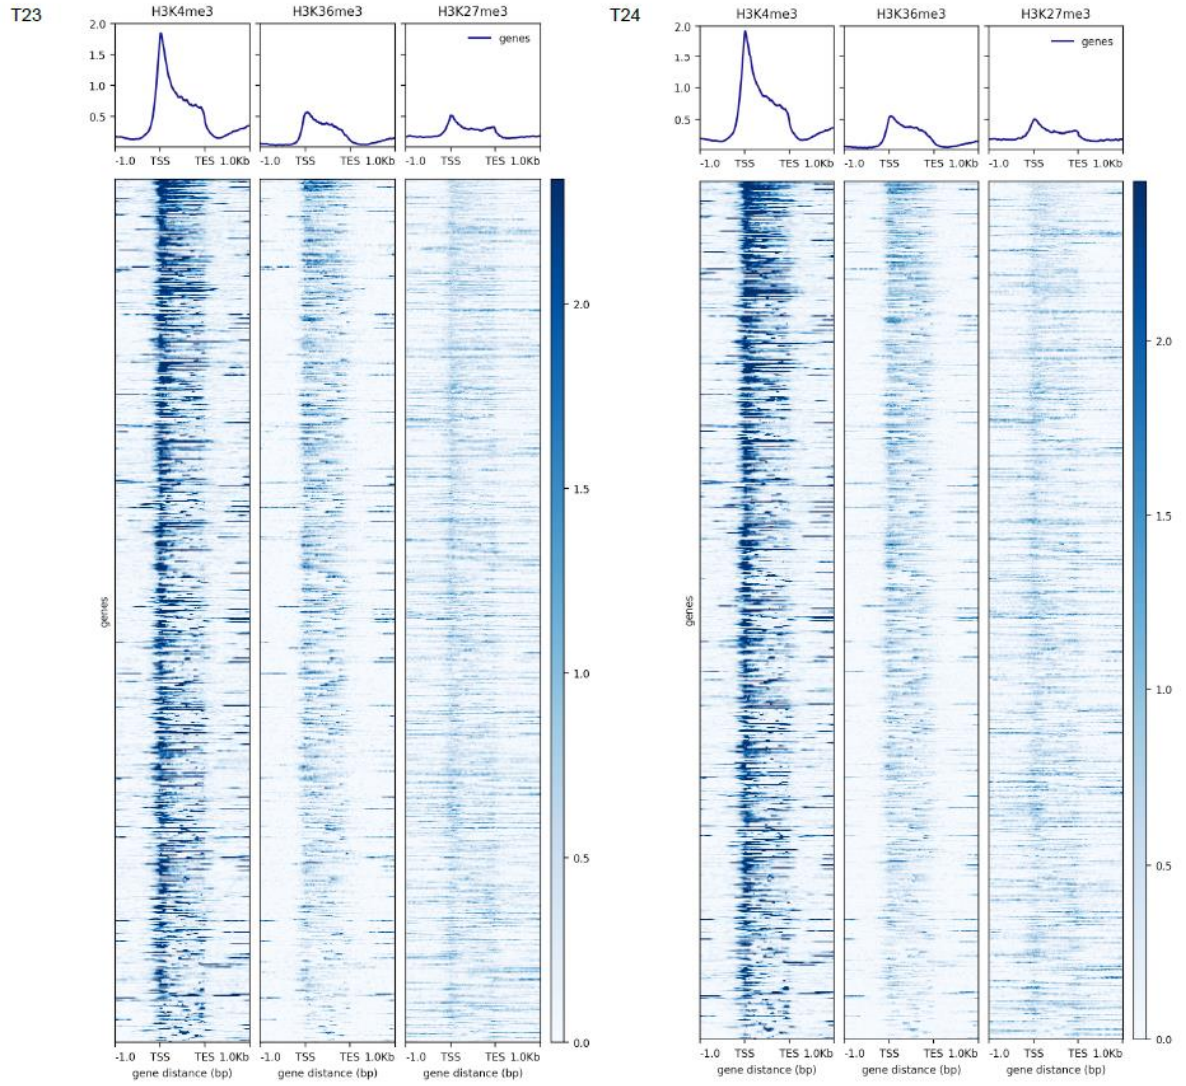 T23
H3K4me3 H3K36me3 H3K27me3
2.0
1.5
1.0
0.5
genes
-1.0 TSS TES 1.0Kb -1.0 TSS TES 1.0Kb -1.0 TSS TES 1.0Kb
genes
2.0
1.5
1.0
0.5
0.0
-1.0 TSS TES 1.0Kb -1.0 TSS TES 1.0Kb -1.0 TSS TES 1.0Kb
gene distance (bp) gene distance (bp) gene distance (bp)
T24
H3K4me3 H3K36me3 H3K27me3
2.0
1.5
1.0
0.5
genes
-1.0 TSS TES 1.0Kb -1.0 TSS TES 1.0Kb -1.0 TSS TES 1.0Kb
genes
2.0
1.5
1.0
0.5
0.0
-1.0 TSS TES 1.0Kb -1.0 TSS TES 1.0Kb -1.0 TSS TES 1.0Kb
gene distance (bp) gene distance (bp) gene distance (bp)